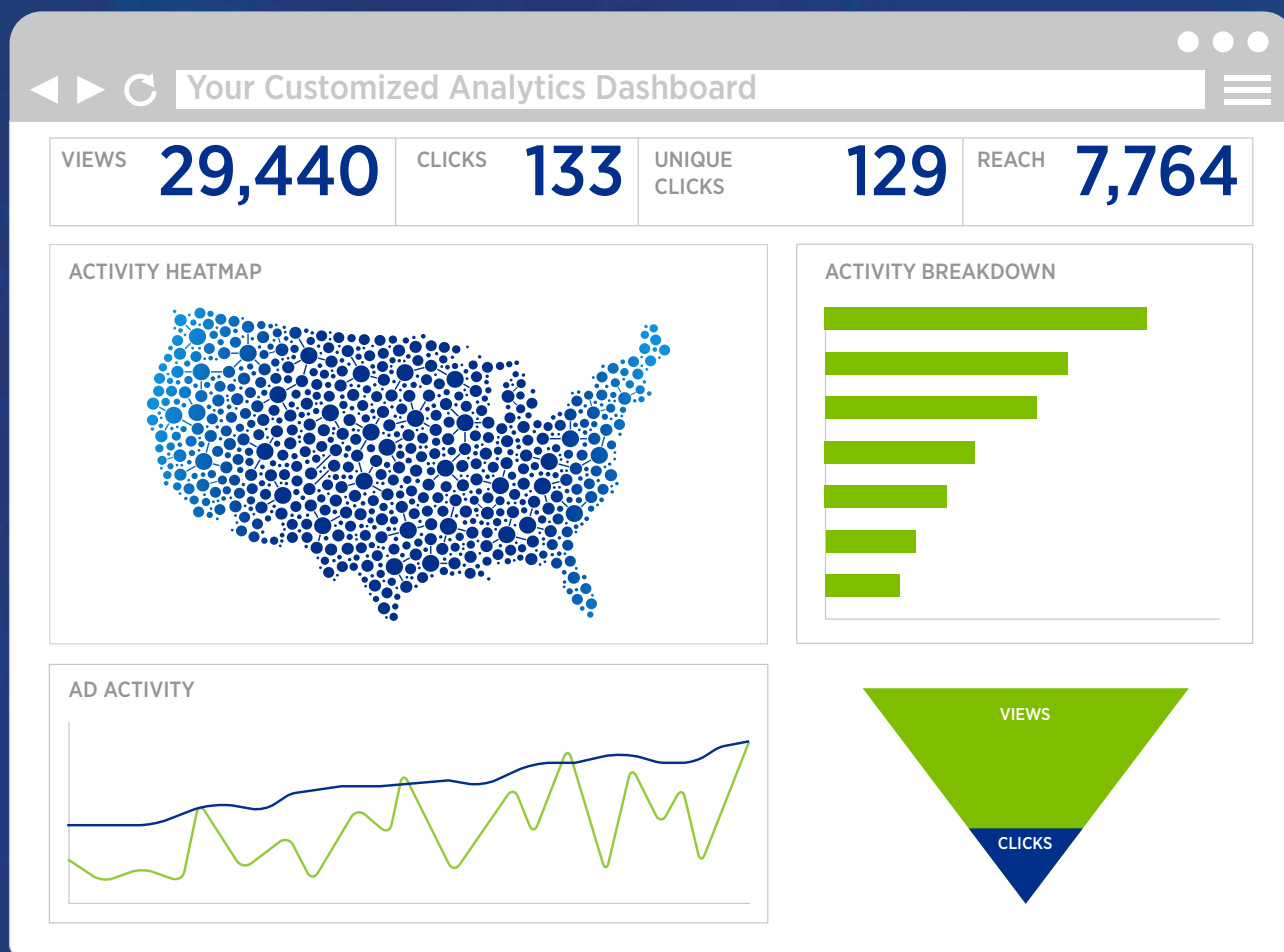 Your Customized Analytics Dashboard
VIEWS 29,440
CLICKS 133
UNIQUE
CLICKS
129
REACH 7,764
ACTIVITY HEATMAP
ACTIVITY BREAKDOWN
AD ACTIVITY
VIEWS
CLICKS